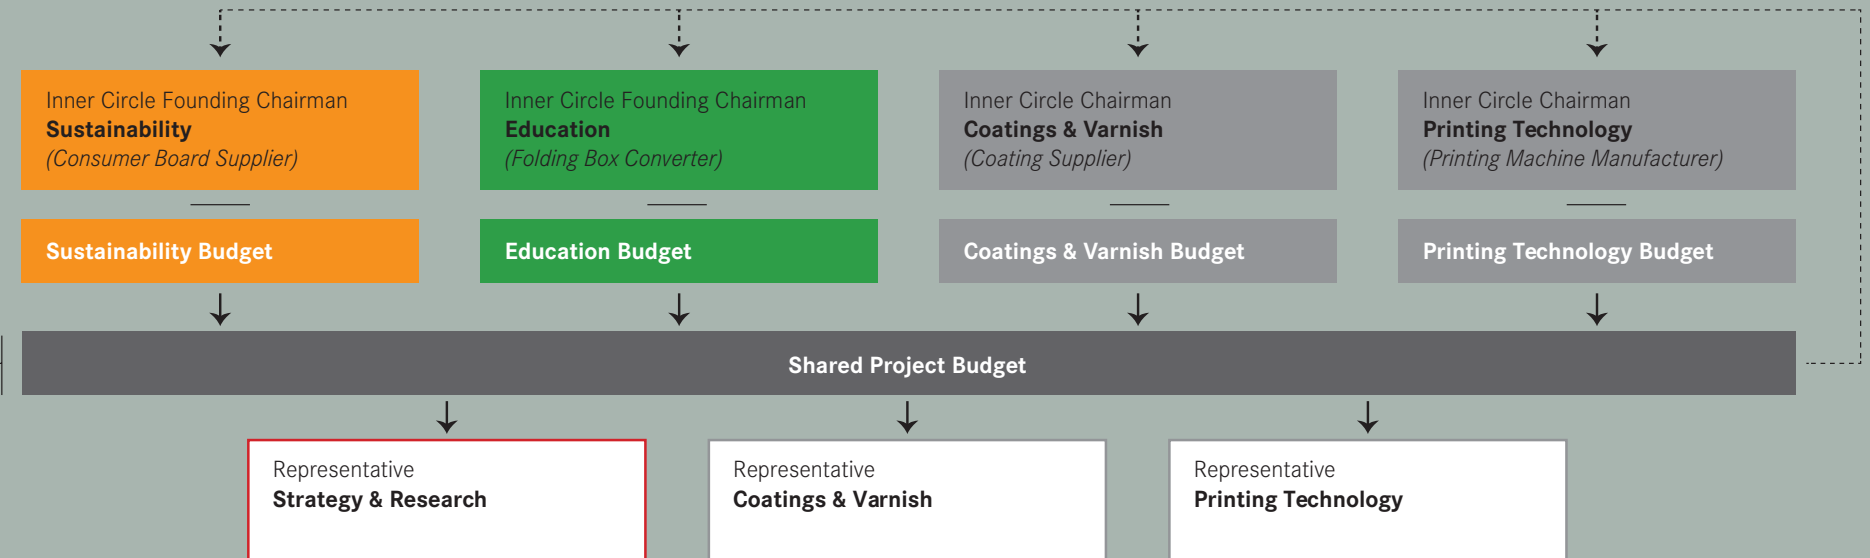 Inner Circle Founding Chairman
Sustainability
(Consumer Board Supplier)
Inner Circle Founding Chairman
Education
(Folding Box Converter)
Inner Circle Chairman
Coatings & Varnish
(Coating Supplier)
Inner Circle Chairman
Printing Technology
(Printing Machine Manufacturer)
Sustainability Budget
Education Budget
Coatings & Varnish Budget
Printing Technology Budget
Shared Project Budget
Representative
Strategy & Research
Representative
Coatings & Varnish
Representative
Printing Technology